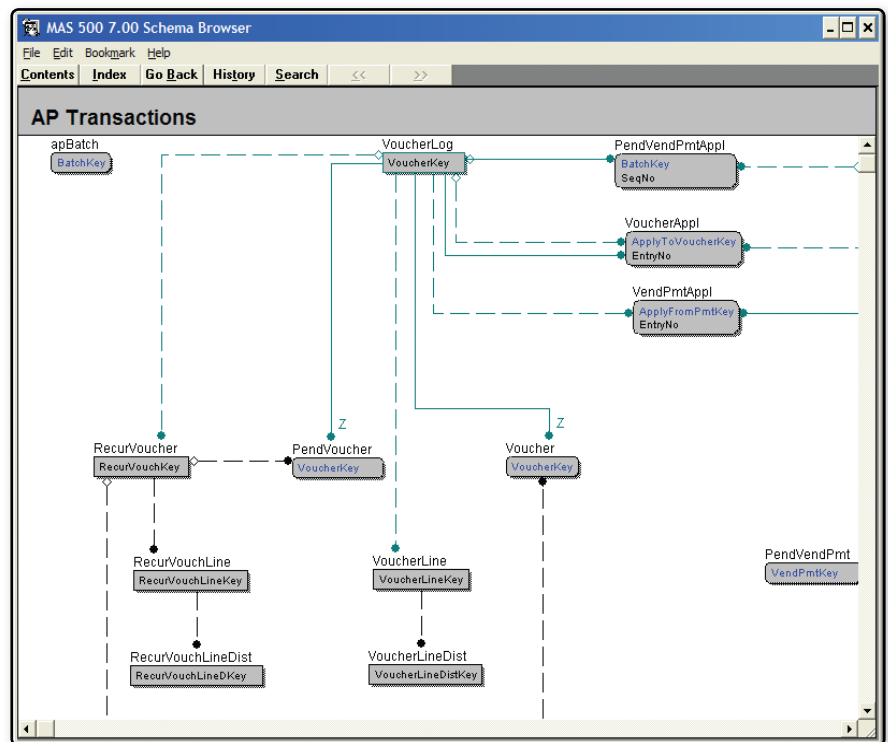 MAS 500 7.00 Schema Browser
File Edit Bookmark Help
Contents Index Go Back History Search << >>
AP Transactions
apBatch
BatchKey
VoucherLog
VoucherKey
PendVendPmtAppl
BatchKey
SeqNo
VoucherAppl
ApplyToVoucherKey
EntryNo
VendPmtAppl
ApplyFromPmtKey
EntryNo
Z
Z
RecurVoucher
RecurVouchKey
PendVoucher
VoucherKey
Voucher
VoucherKey
RecurVouchLine
RecurVouchLineKey
VoucherLine
VoucherLineKey
PendVendPmt
VendPmtKey
RecurVouchLineDist
RecurVouchLineDKey
VoucherLineDist
VoucherLineDistKey